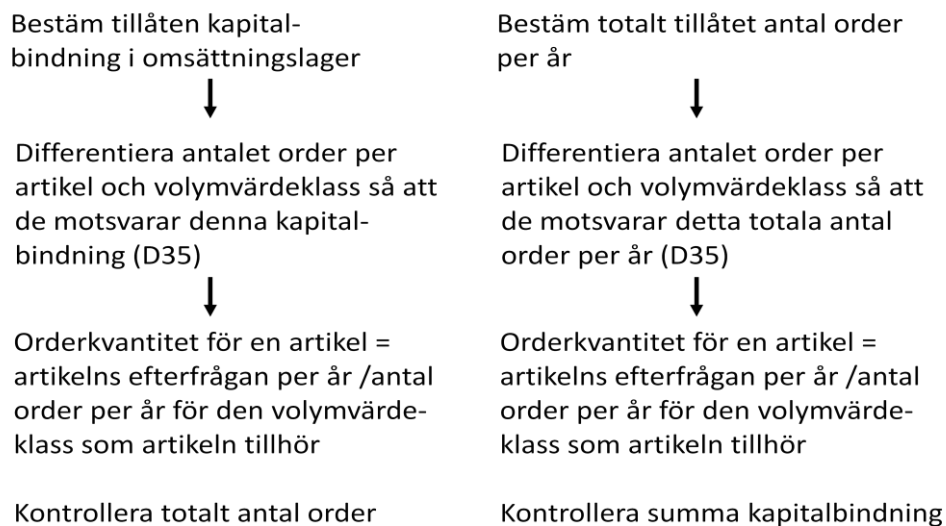 Bestäm tillåten kapital-
bindning i omsättningslager
Differentiera antalet order per
artikel och volymvärdeklass så att
de motsvarar denna kapital-
bindning (D35)
Orderkvantitet för en artikel =
artikelns efterfrågan per år /antal
order per år för den volymvärde-
klass som artikeln tillhör
Kontrollera totalt antal order
Bestäm totalt tillåtet antal order
per år
Differentiera antalet order per
artikel och volymvärdeklass så att
de motsvarar detta totala antal
order per år (D35)
Orderkvantitet för en artikel =
artikelns efterfrågan per år /antal
order per år för den volymvärde-
klass som artikeln tillhör
Kontrollera summa kapitalbindning